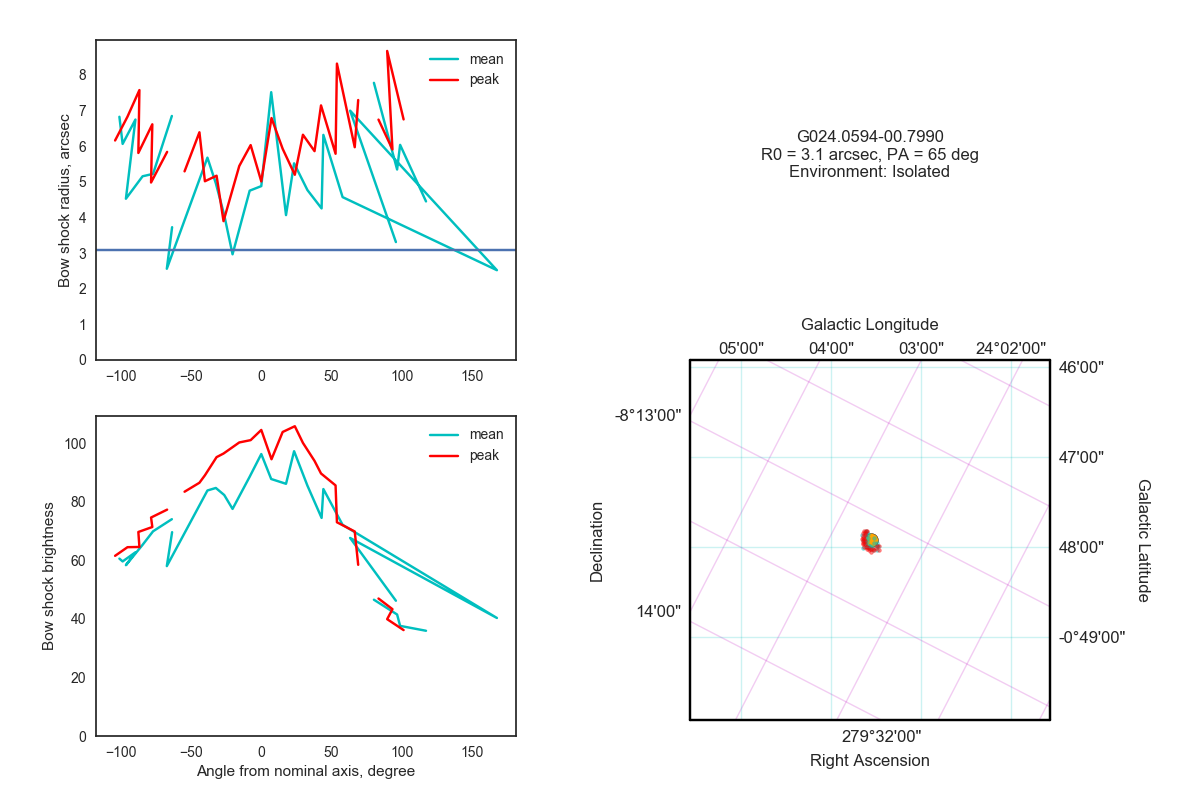 8
7
6
5
4
3
2
1
0
Bow shock radius, arcsec
mean
peak
−100
−50
0
50
100
150
G024.0594-00.7990
R0 = 3.1 arcsec, PA = 65 deg
Environment: Isolated
100
80
60
40
20
0
Bow shock brightness
mean
peak
−100
−50
0
50
100
150
Angle from nominal axis, degree
Galactic Longitude
05'00"
04'00"
03'00"
24°02'00"
-8°13'00"
14'00"
Declination
46'00"
47'00"
48'00"
-0°49'00"
Galactic Latitude
279°32'00"
Right Ascension